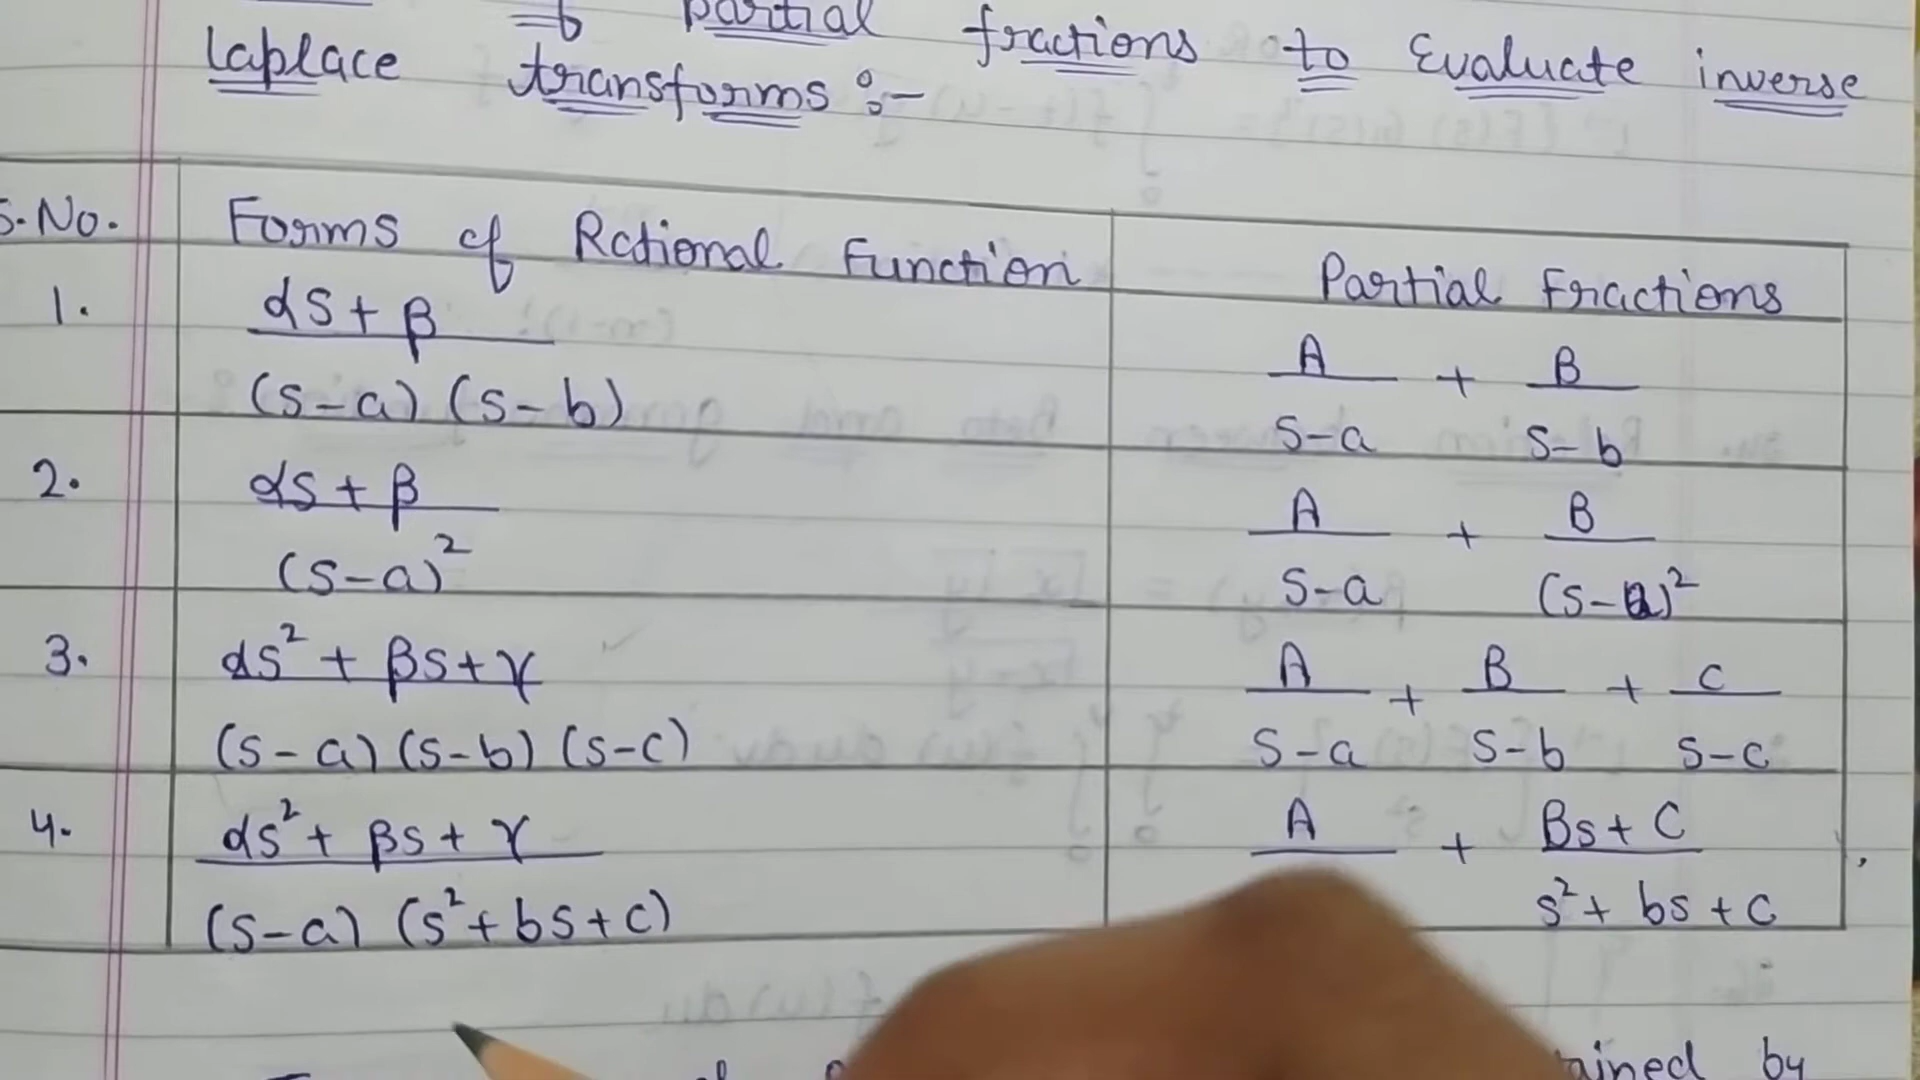 partial fractions to Evaluate inverse
laplace transforms :-
S.No. Forms of Rational Function Partial Fractions
1. αS + β / (s-a) (s-b) A / s-a + B / s-b
2. αs + β / (s-a)² A / s-a + B / (s-a)²
3. αs² + βs + γ / (s-a) (s-b) (s-c) A / s-a + B / s-b + C / s-c
4. αs² + βs + γ / (s-a) (s² + bs + c) A + Bs + C / s² + bs + c
by